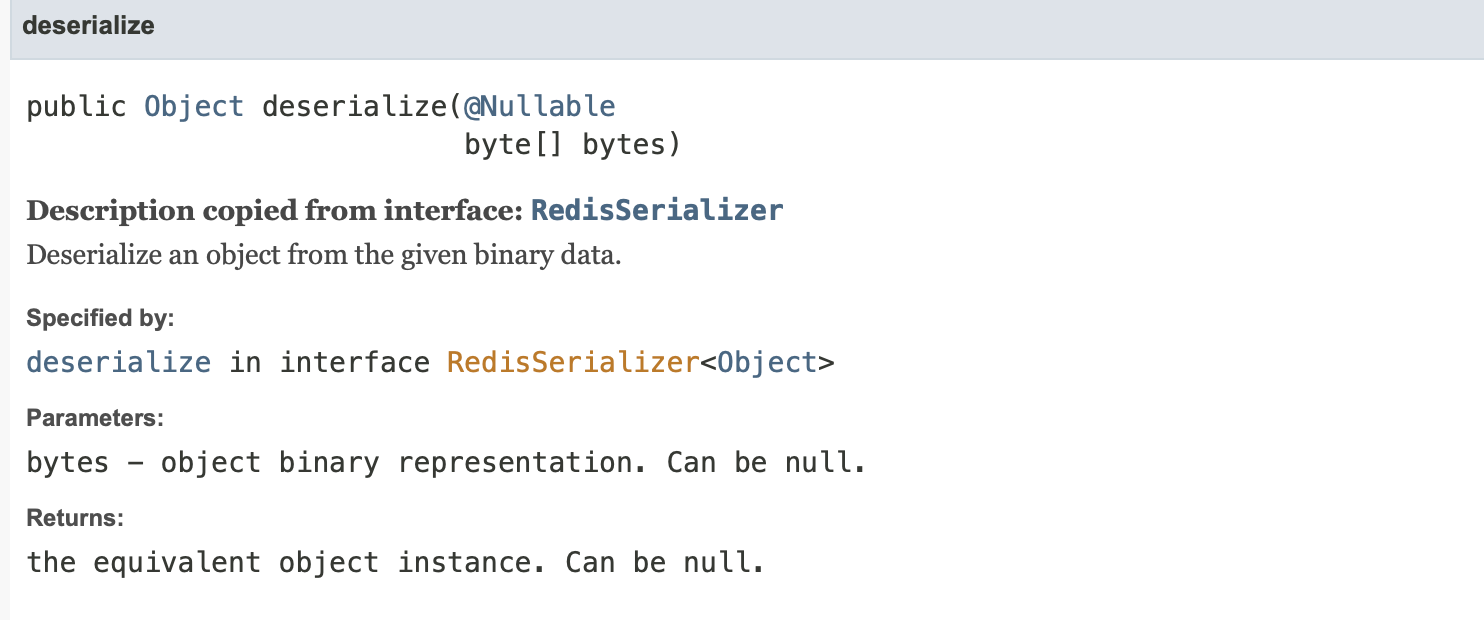 deserialize
public Object deserialize(@Nullable
byte[] bytes)
Description copied from interface: RedisSerializer
Deserialize an object from the given binary data.
Specified by:
deserialize in interface RedisSerializer<Object>
Parameters:
bytes – object binary representation. Can be null.
Returns:
the equivalent object instance. Can be null.